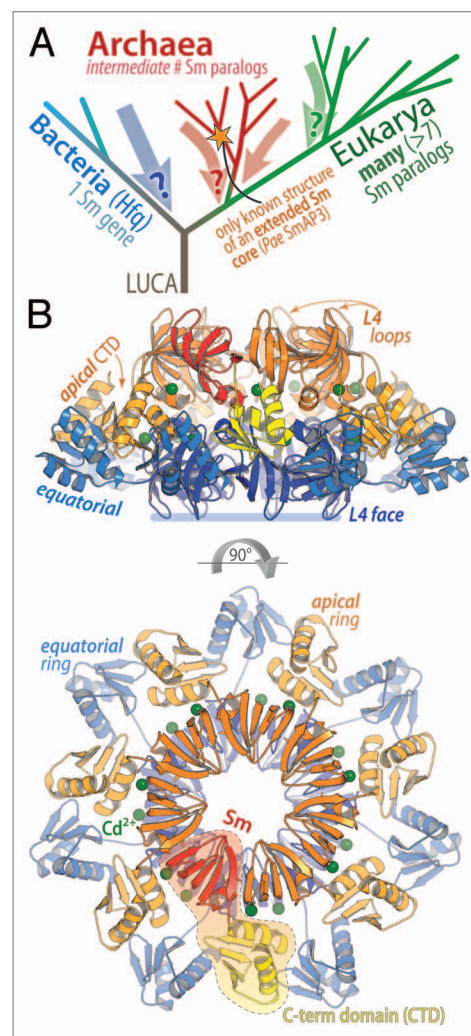 A
Archaea
intermediate # Sm paralogs
Bacteria (Hfq)
1 Sm gene
?
?
?
Eukarya
many (>7)
Sm paralogs
only known structure
of an extended Sm
core (Pae SmAP3)
LUCA
B
L4
loops
apical CTD
equatorial
L4 face
90°
apical
ring
equatorial
ring
Cd2+
Sm
C-term domain (CTD)